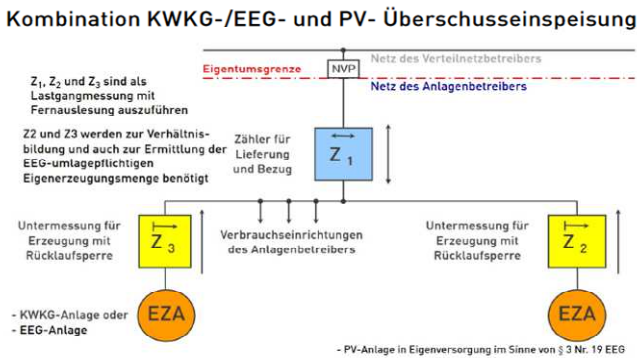 Kombination KWKG-/EEG- und PV- Überschusseinspeisung
Netz des Verteilnetzbetreibers
Eigentumsgrenze
NVP
Netz des Anlagenbetreibers
Z1, Z2 und Z3 sind als
Lastgangmessung mit
Fernauslesung auszuführen
Z2 und Z3 werden zur Verhältnis-
bildung und auch zur Ermittlung der
EEG-umlagepflichtigen
Eigenerzeugungsmenge benötigt
Zähler für
Lieferung
und Bezug
Z 1
Untermessung für
Erzeugung mit
Rücklaufsperre
Z 3
Verbrauchseinrichtungen
des Anlagenbetreibers
Untermessung für
Erzeugung mit
Rücklaufsperre
Z 2
- KWKG-Anlage oder
- EEG-Anlage
EZA
EZA
- PV-Anlage in Eigenversorgung im Sinne von § 3 Nr. 19 EEG